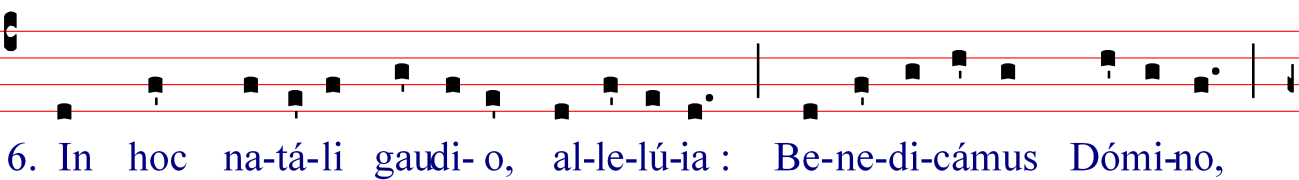 6. In hoc na-tá-li gaudi- o, al-le-lú-ia : Be-ne-di-cámus Dómi-no,